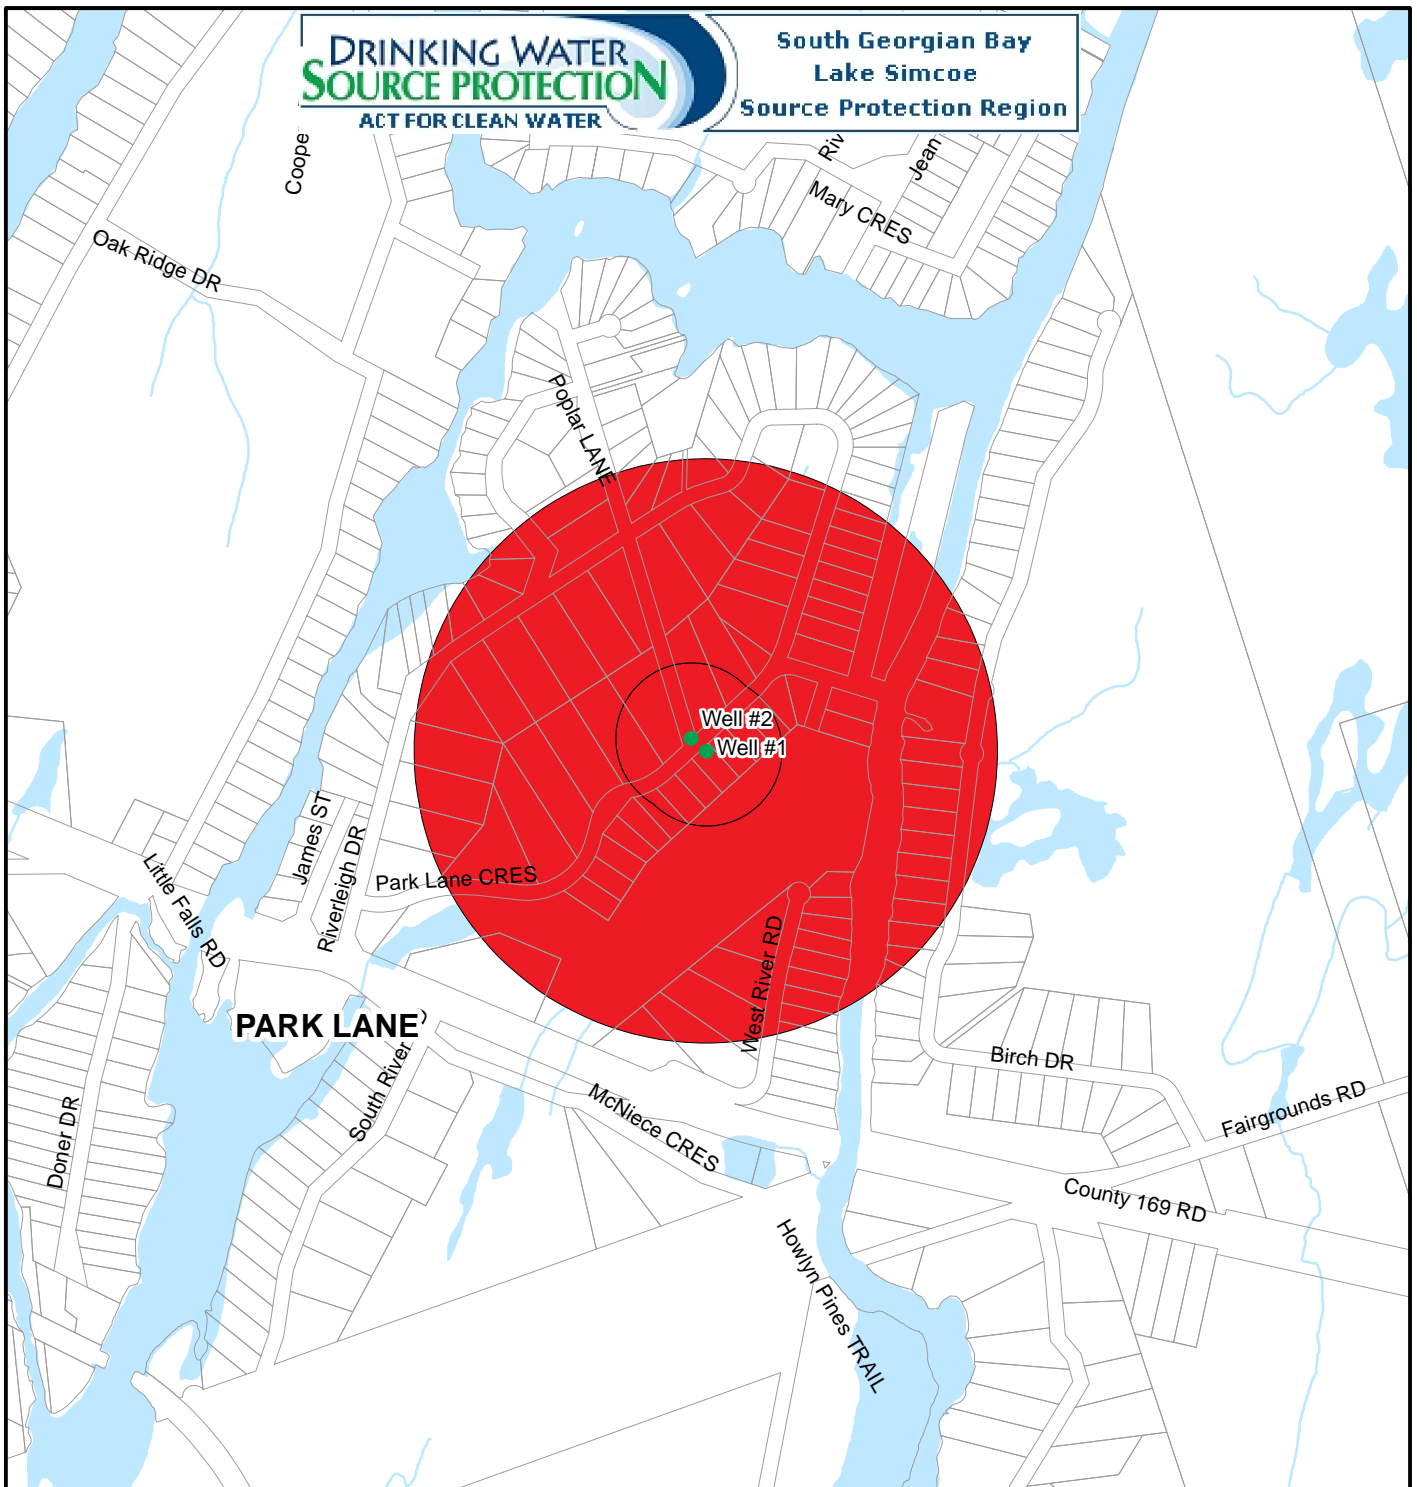 DRINKING WATER
SOURCE PROTECTION
ACT FOR CLEAN WATER
South Georgian Bay
Lake Simcoe
Source Protection Region
Coope
Riv
Jean
Mary CRES
Oak Ridge DR
Poplar LANE
Well #2
Well #1
James ST
Riverleigh DR
Park Lane CRES
Little Falls RD
West River RD
PARK LANE
South River
Birch DR
Doner DR
McNiece CRES
Fairgrounds RD
County 169 RD
Howlyn Pines TRAIL